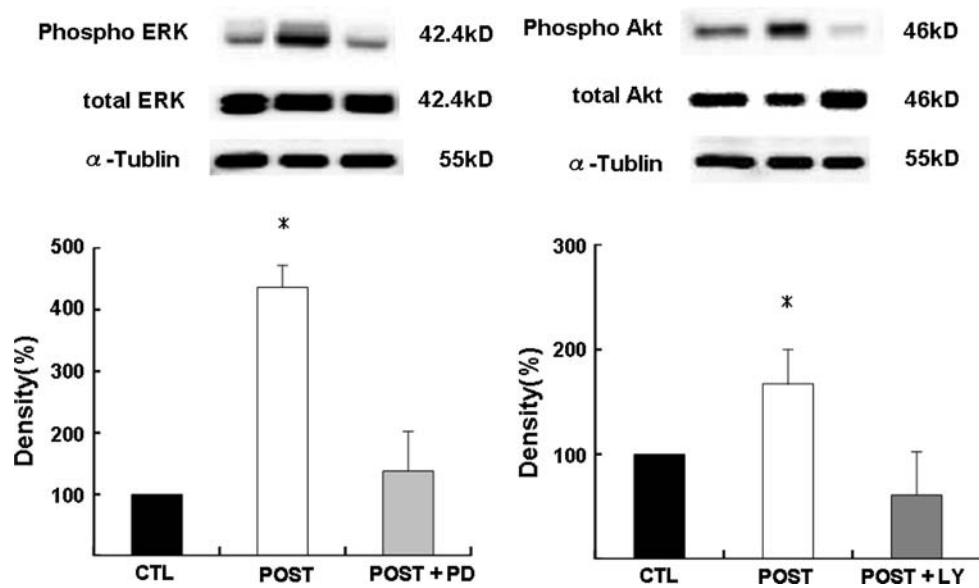 Phospho ERK 42.4kD
total ERK 42.4kD
α-Tublin 55kD
Phospho Akt 46kD
total Akt 46kD
α-Tublin 55kD
*
500
400
300
200
100
Density(%)
CTL POST POST + PD
300
*
200
100
Density(%)
CTL POST POST + LY